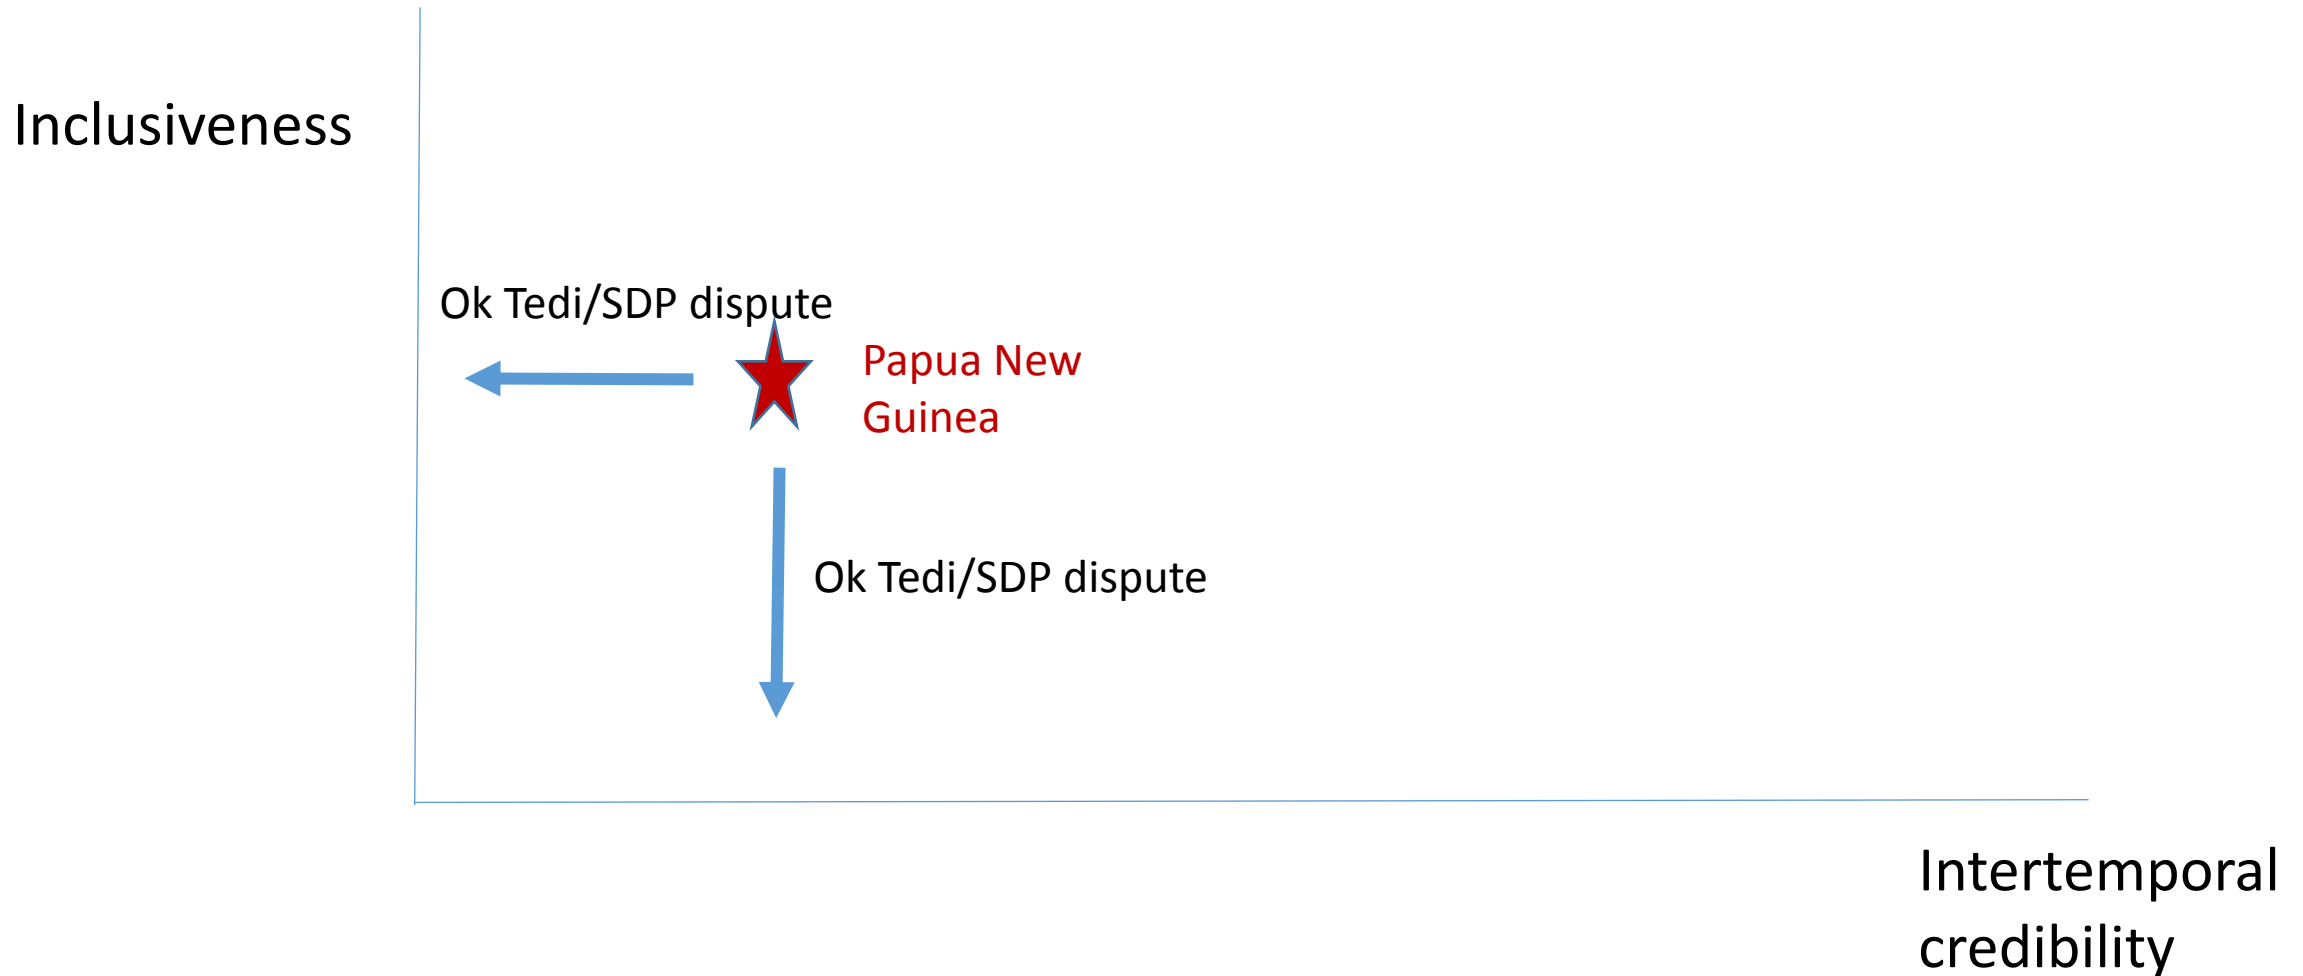 Inclusiveness
Ok Tedi/SDP dispute
Papua New
Guinea
Ok Tedi/SDP dispute
Intertemporal
credibility